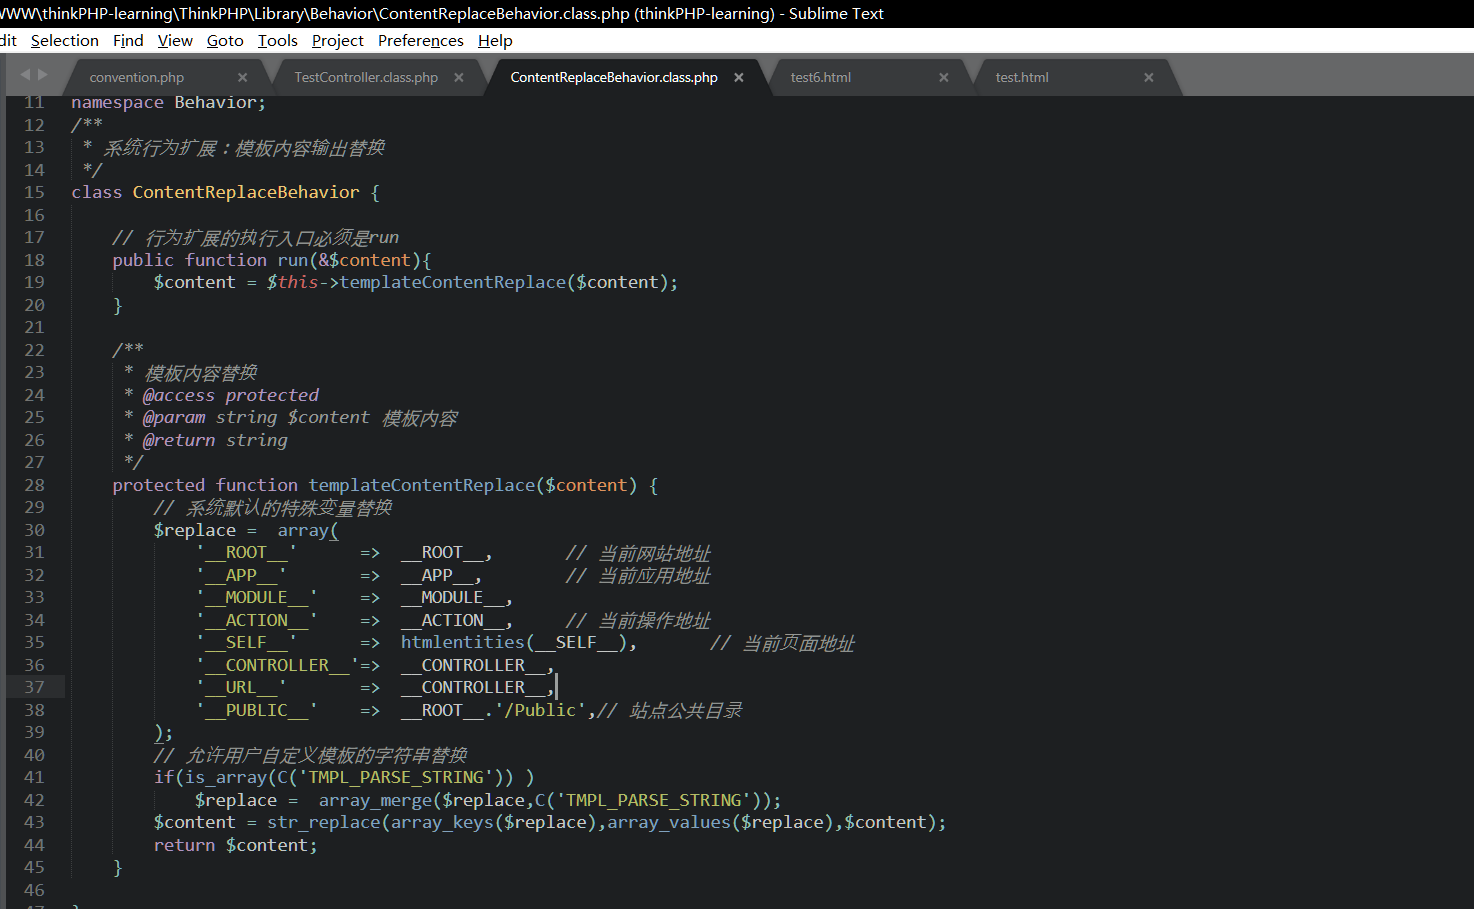 WWW\thinkPHP-learning\ThinkPHP\Library\Behavior\ContentReplaceBehavior.class.php (thinkPHP-learning) - Sublime Text
dit Selection Find View Goto Tools Project Preferences Help
convention.php × TestController.class.php × ContentReplaceBehavior.class.php × test6.html × test.html ×
11 namespace Behavior;
12 /**
13  * 系统行为扩展：模板内容输出替换
14  */
15 class ContentReplaceBehavior {
16
17     // 行为扩展的执行入口必须是run
18     public function run(&$content){
19         $content = $this->templateContentReplace($content);
20     }
21
22     /**
23      * 模板内容替换
24      * @access protected
25      * @param string $content 模板内容
26      * @return string
27      */
28     protected function templateContentReplace($content) {
29         // 系统默认的特殊变量替换
30         $replace =  array(
31             '__ROOT__'      =>  __ROOT__,       // 当前网站地址
32             '__APP__'       =>  __APP__,        // 当前应用地址
33             '__MODULE__'    =>  __MODULE__,
34             '__ACTION__'    =>  __ACTION__,     // 当前操作地址
35             '__SELF__'      =>  htmlentities(__SELF__),       // 当前页面地址
36             '__CONTROLLER__'=>  __CONTROLLER__,
37             '__URL__'       =>  __CONTROLLER__,
38             '__PUBLIC__'    =>  __ROOT__.'/Public',// 站点公共目录
39         );
40         // 允许用户自定义模板的字符串替换
41         if(is_array(C('TMPL_PARSE_STRING')) )
42             $replace =  array_merge($replace,C('TMPL_PARSE_STRING'));
43         $content = str_replace(array_keys($replace),array_values($replace),$content);
44         return $content;
45     }
46